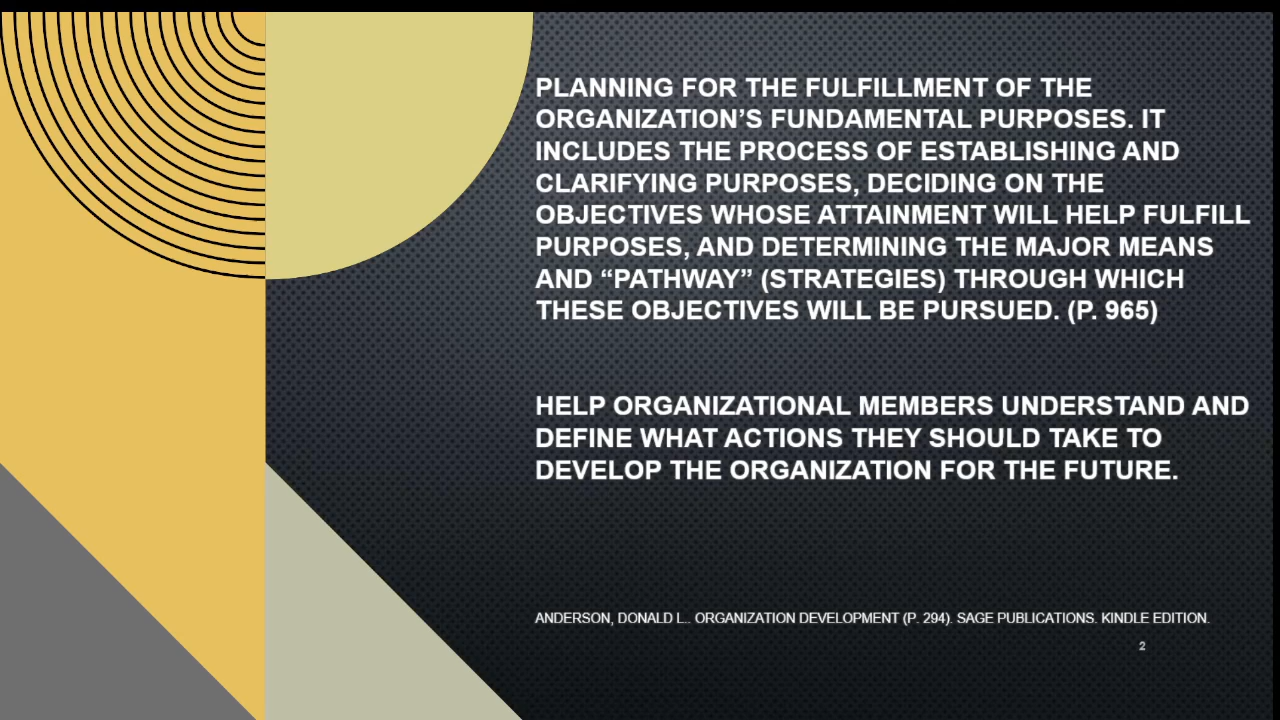 PLANNING FOR THE FULFILLMENT OF THE
ORGANIZATION’S FUNDAMENTAL PURPOSES. IT
INCLUDES THE PROCESS OF ESTABLISHING AND
CLARIFYING PURPOSES, DECIDING ON THE
OBJECTIVES WHOSE ATTAINMENT WILL HELP FULFILL
PURPOSES, AND DETERMINING THE MAJOR MEANS
AND “PATHWAY” (STRATEGIES) THROUGH WHICH
THESE OBJECTIVES WILL BE PURSUED. (P. 965)
HELP ORGANIZATIONAL MEMBERS UNDERSTAND AND
DEFINE WHAT ACTIONS THEY SHOULD TAKE TO
DEVELOP THE ORGANIZATION FOR THE FUTURE.
ANDERSON, DONALD L.. ORGANIZATION DEVELOPMENT (P. 294). SAGE PUBLICATIONS. KINDLE EDITION.
2